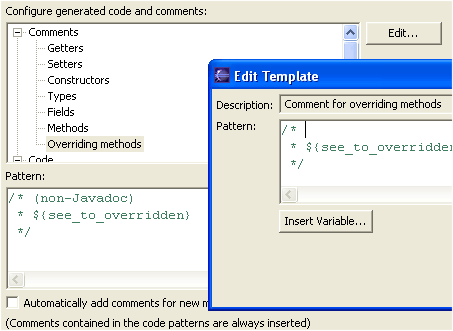 Configure generated code and comments:
Comments
Getters
Setters
Constructors
Types
Fields
Methods
Overriding methods
Code
Edit...
Pattern:
/* (non-Javadoc)
* ${see_to_overridden}
*/
Automatically add comments for new
(Comments contained in the code patterns are always inserted)
Edit Template
Description:
Comment for overriding methods
Pattern:
/*
* ${see_to_overridden
*/
Insert Variable...